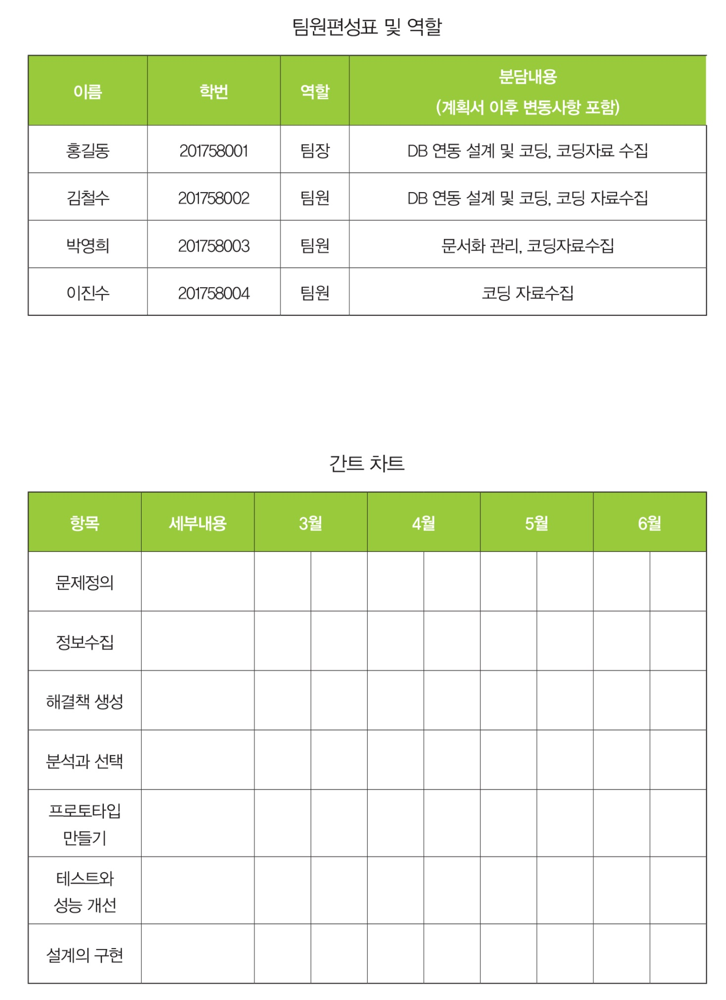 팀원편성표 및 역할
이름 학번 역할 분담내용
(계획서 이후 변동사항 포함)
홍길동 201758001 팀장 DB 연동 설계 및 코딩, 코딩자료 수집
김철수 201758002 팀원 DB 연동 설계 및 코딩, 코딩 자료수집
박영희 201758003 팀원 문서화 관리, 코딩자료수집
이진수 201758004 팀원 코딩 자료수집
간트 차트
항목 세부내용 3월 4월 5월 6월
문제정의
정보수집
해결책 생성
분석과 선택
프로토타입
만들기
테스트와
성능 개선
설계의 구현